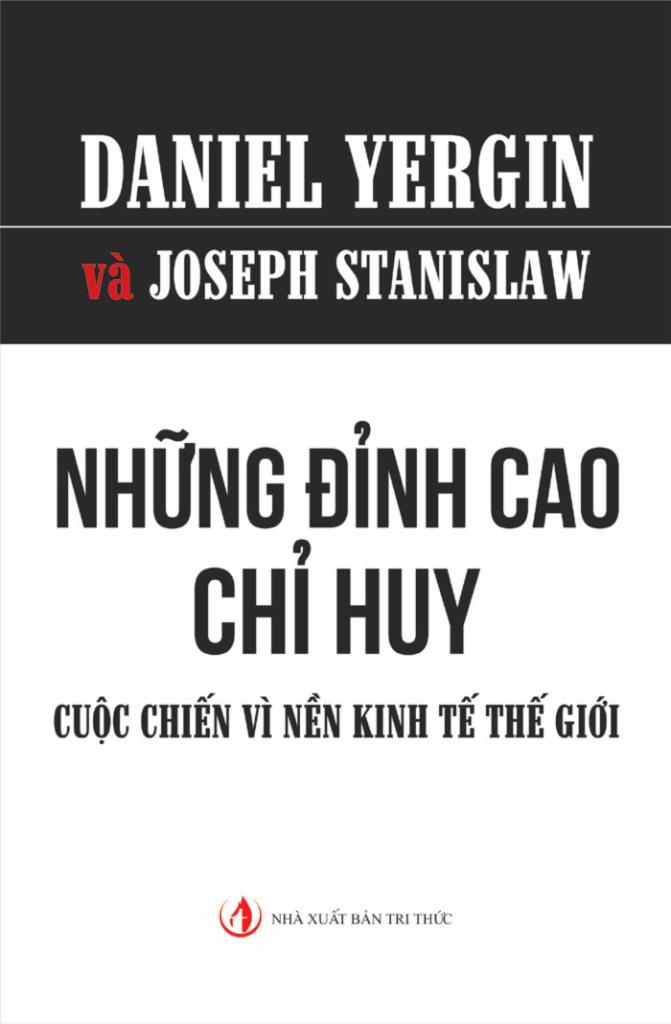 DANIEL YERGIN
và JOSEPH STANISLAW
NHỮNG ĐỈNH CAO
CHỈ HUY
CUỘC CHIẾN VÌ NỀN KINH TẾ THẾ GIỚI
NHÀ XUẤT BẢN TRI THỨC